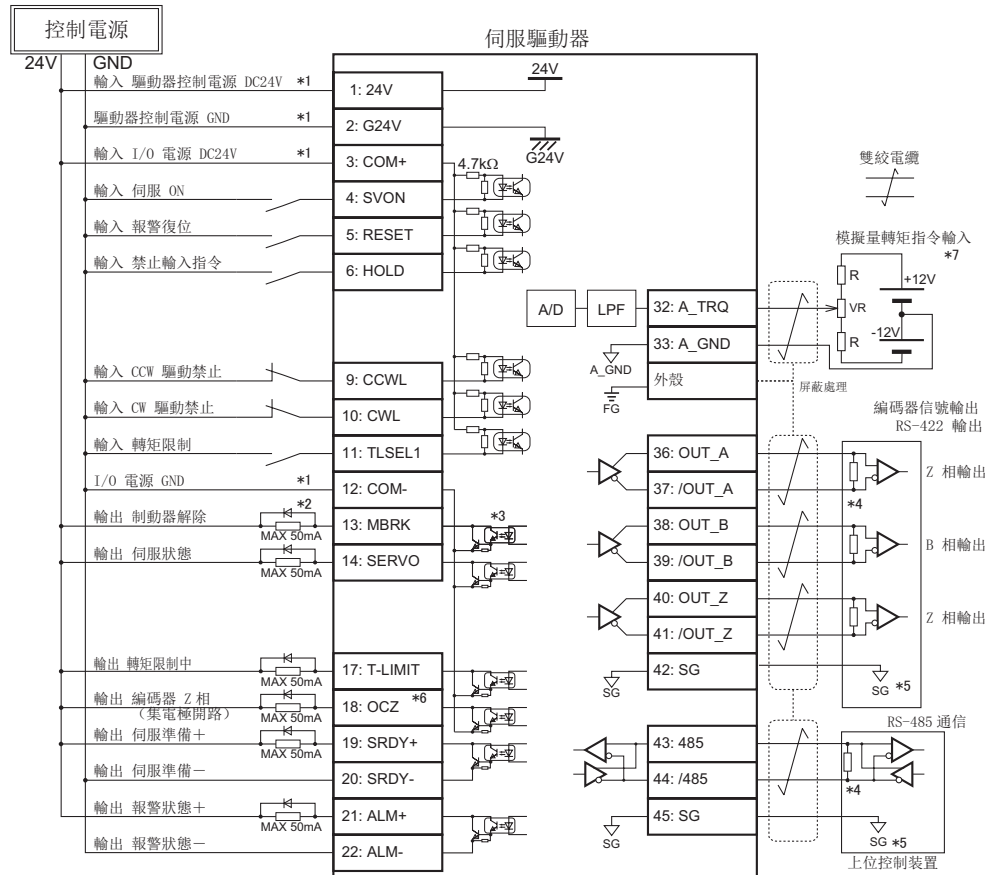 控制電源
24V GND
伺服驅動器
輸入 驅動器控制電源 DC24V *1
1: 24V
24V
驅動器控制電源 GND *1
2: G24V
G24V
輸入 I/O 電源 DC24V *1
3: COM+
4.7kΩ
輸入 伺服 ON
4: SVON
輸入 報警復位
5: RESET
輸入 禁止輸入指令
6: HOLD
輸入 CCW 驅動禁止
9: CCWL
輸入 CW 驅動禁止
10: CWL
輸入 轉矩限制
11: TLSEL1
I/O 電源 GND *1
12: COM-
輸出 制動器解除
*2
MAX 50mA
13: MBRK
*3
輸出 伺服狀態
MAX 50mA
14: SERVO
輸出 轉矩限制中
MAX 50mA
17: T-LIMIT
輸出 編碼器 Z 相
（集電極開路）
MAX 50mA
18: OCZ *6
輸出 伺服準備＋
MAX 50mA
19: SRDY+
輸出 伺服準備－
20: SRDY-
輸出 報警狀態＋
MAX 50mA
21: ALM+
輸出 報警狀態－
22: ALM-
雙絞電纜
模擬量轉矩指令輸入
*7
R
+12V
VR
-12V
R
A/D
LPF
32: A_TRQ
33: A_GND
A_GND
外殼
FG
屏蔽處理
編碼器信號輸出
RS-422 輸出
36: OUT_A
37: /OUT_A
*4
Z 相輸出
38: OUT_B
39: /OUT_B
B 相輸出
40: OUT_Z
41: /OUT_Z
Z 相輸出
42: SG
SG
SG *5
RS-485 通信
43: 485
44: /485
*4
45: SG
SG
SG *5
上位控制裝置